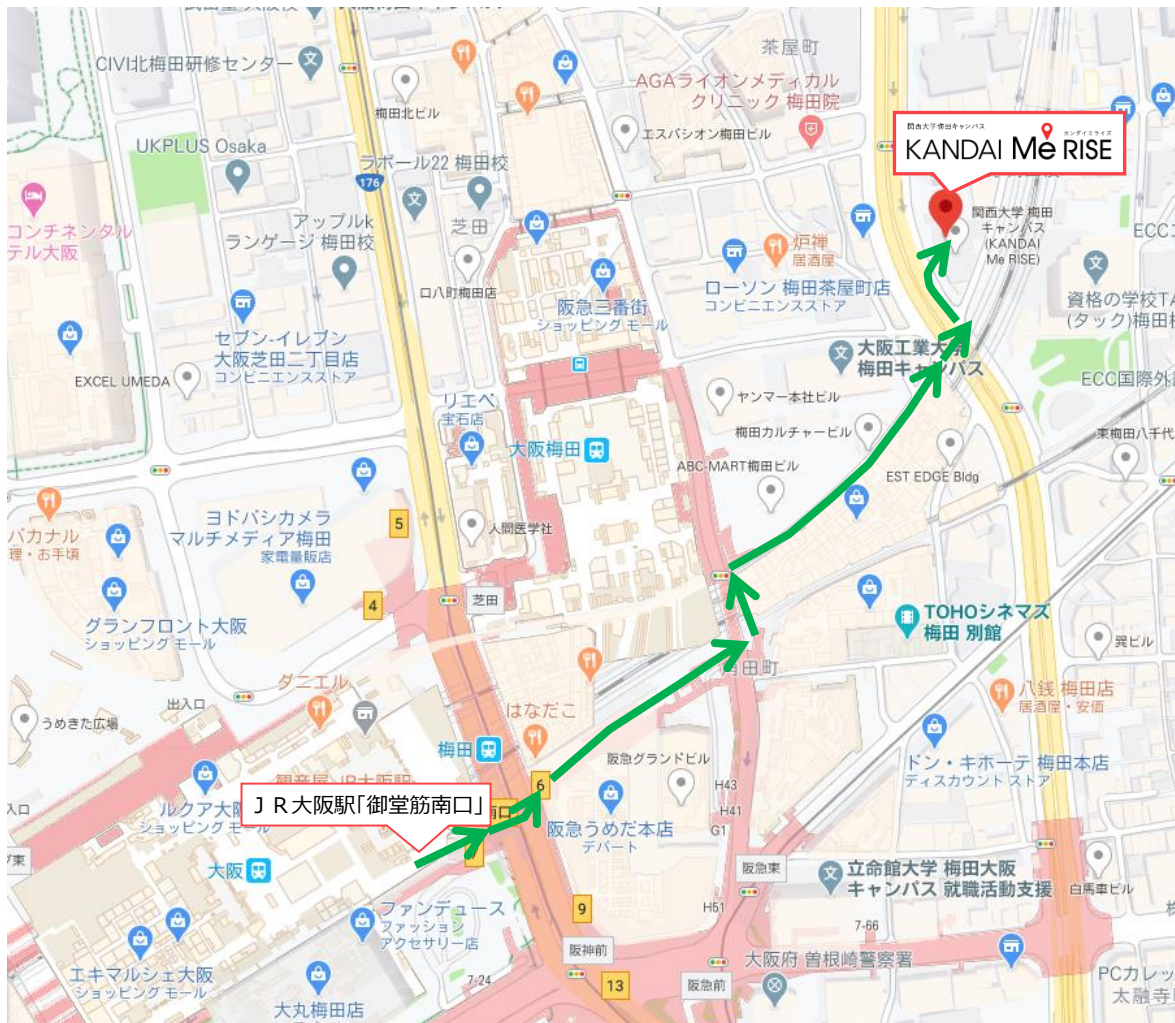 茶屋町
CIVI北梅田研修センター
梅田北ビル
AGAライオンメディカル
クリニック 梅田院
エスパシオン梅田ビル
関西大学梅田キャンパス
カンダイミライズ
KANDAI Me RISE
UKPLUS Osaka
ラポール22 梅田校
176
アップルk
ランゲージ 梅田校
芝田
コンチネンタル
テル大阪
関西大学 梅田
キャンパス
(KANDAI
Me RISE)
炉禅
居酒屋
口八町梅田店
阪急三番街
ショッピング モール
ローソン 梅田茶屋町店
コンビニエンスストア
資格の学校TA
(タック)梅田
セブン-イレブン
大阪芝田二丁目店
コンビニエンスストア
大阪工業大
梅田キャンパス
EXCEL UMEDA
ECC国際外
ヤンマー本社ビル
リエペ
宝石店
梅田カルチャービル
東梅田八千代
大阪梅田
ABC-MART梅田ビル
EST EDGE Bldg
バカナル
理・お手頃
ヨドバシカメラ
マルチメディア梅田
家電量販店
5
人間医学社
4
芝田
グランフロント大阪
ショッピング モール
TOHOシネマズ
梅田 別館
巽ビル
田町
ダニエル
出入口
うめきた広場
はなだこ
八銭 梅田店
居酒屋・安価
梅田
阪急グランドビル
ドン・キホーテ 梅田本店
ディスカウント ストア
6
H43
H41
G1
ＪＲ大阪駅「御堂筋南口」
南口
入口
ルクア大阪
ショッピング モール
阪急うめだ本店
デパート
大阪
阪急東
立命館大学 梅田大阪
キャンパス 就職活動支援
白馬車ビル
ファンデュース
ファッション
アクセサリー店
9
H51
7-66
阪神前
エキマルシェ大阪
ショッピング モール
7-24
大阪府 曽根崎警察署
13
阪急前
大丸梅田店
PCカレッ
太融寺